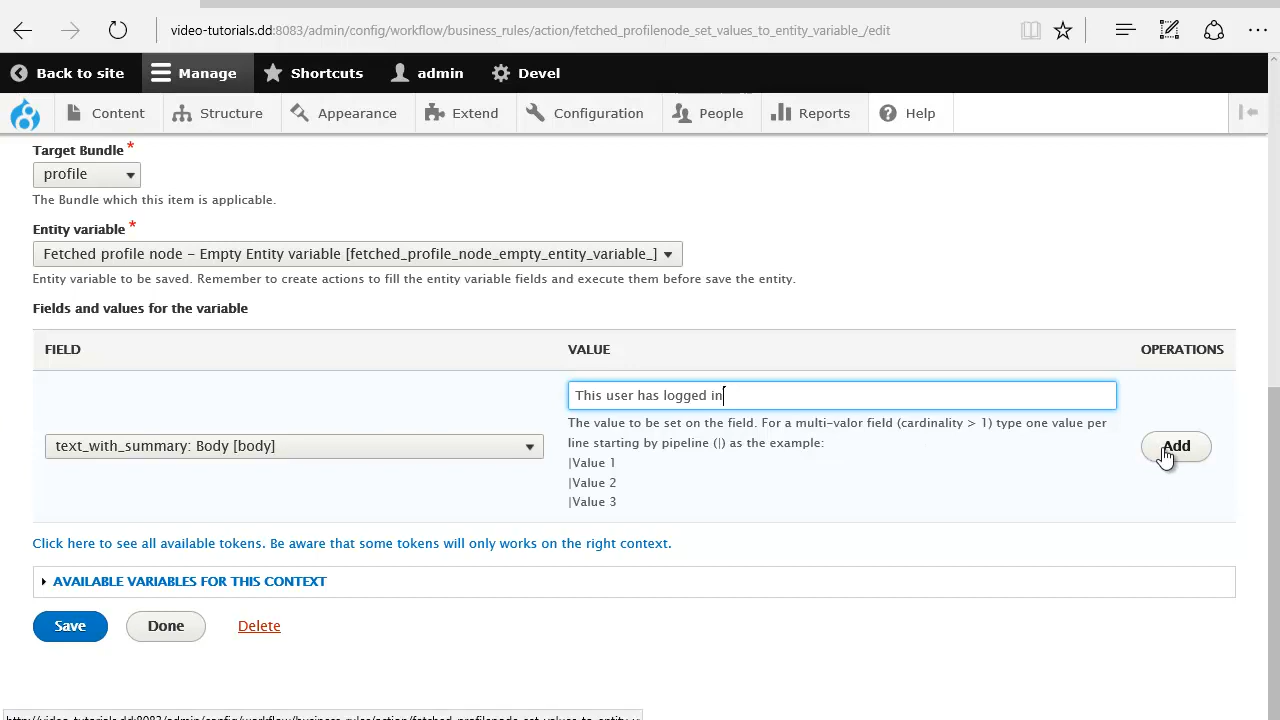 video-tutorials.dd:8083/admin/config/workflow/business_rules/action/fetched_profilenode_set_values_to_entity_variable_/edit
Back to site Manage Shortcuts admin Devel
Content Structure Appearance Extend Configuration People Reports Help
Target Bundle *
profile
The Bundle which this item is applicable.
Entity variable *
Fetched profile node - Empty Entity variable [fetched_profile_node_empty_entity_variable_]
Entity variable to be saved. Remember to create actions to fill the entity variable fields and execute them before save the entity.
Fields and values for the variable
FIELD VALUE OPERATIONS
This user has logged in
The value to be set on the field. For a multi-valor field (cardinality > 1) type one value per
line starting by pipeline (|) as the example:
text_with_summary: Body [body] Add
|Value 1
|Value 2
|Value 3
Click here to see all available tokens. Be aware that some tokens will only works on the right context.
AVAILABLE VARIABLES FOR THIS CONTEXT
Save Done Delete